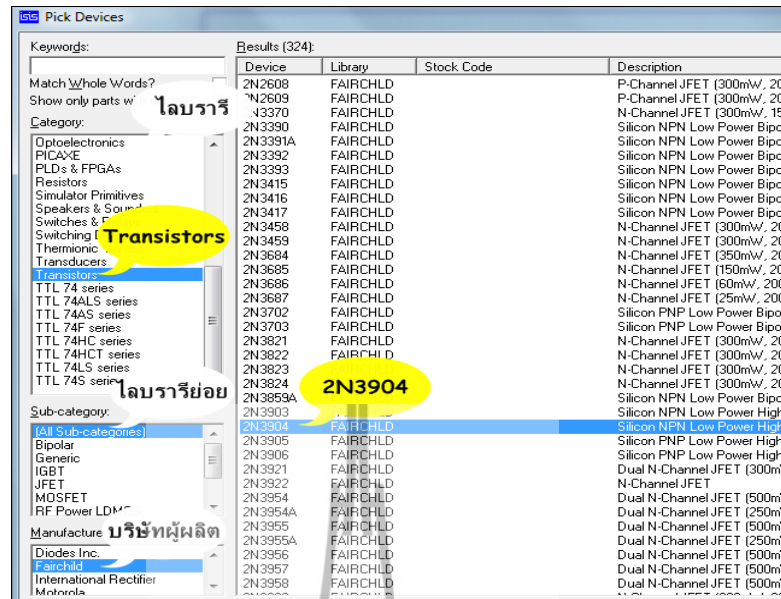 isis Pick Devices
Keywords:
Match Whole Words?
Show only parts wi
ไลบรารี
Category:
Optoelectronics
PICAXE
PLDs & FPGAs
Resistors
Simulator Primitives
Speakers &
Switches &
Switching
Thermionic
Transducers
Transistors
Transistors
TTL 74 series
TTL 74ALS series
TTL 74AS series
TTL 74F series
TTL 74HC series
TTL 74HCT series
TTL 74LS series
TTL 74S series
ไลบรารีย่อย
Sub-category:
(All Sub-categories)
Bipolar
Generic
IGBT
JFET
MOSFET
RF Power LDMOS
Manufacture
บริษัทผู้ผลิต
Diodes Inc.
Fairchild
International Rectifier
Motorola
Results (324):
Device Library Stock Code Description
2N2608 FAIRCHLD P-Channel JFET (300mW, 20
2N2609 FAIRCHLD P-Channel JFET (300mW, 20
2N3370 FAIRCHLD N-Channel JFET (300mW, 15
2N3390 FAIRCHLD Silicon NPN Low Power Bipo
2N3391A FAIRCHLD Silicon NPN Low Power Bipo
2N3392 FAIRCHLD Silicon NPN Low Power Bipo
2N3393 FAIRCHLD Silicon NPN Low Power Bipo
2N3415 FAIRCHLD Silicon NPN Low Power Bipo
2N3416 FAIRCHLD Silicon NPN Low Power Bipo
2N3417 FAIRCHLD Silicon NPN Low Power Bipo
2N3458 FAIRCHLD N-Channel JFET (300mW, 20
2N3459 FAIRCHLD N-Channel JFET (300mW, 20
2N3684 FAIRCHLD N-Channel JFET (350mW, 20
2N3685 FAIRCHLD N-Channel JFET (150mW, 20
2N3686 FAIRCHLD N-Channel JFET (60mW, 200
2N3687 FAIRCHLD N-Channel JFET (25mW, 200
2N3702 FAIRCHLD Silicon PNP Low Power Bipo
2N3703 FAIRCHLD Silicon PNP Low Power Bipo
2N3821 FAIRCHLD N-Channel JFET (300mW, 20
2N3822 FAIRCHLD N-Channel JFET (300mW, 20
2N3823 FAIRCHLD N-Channel JFET (300mW, 20
2N3824 N-Channel JFET (300mW, 20
2N3904
2N3859A Silicon NPN Low Power Bipo
2N3903 FAIRCHLD Silicon NPN Low Power High
2N3904 FAIRCHLD Silicon NPN Low Power High
2N3905 FAIRCHLD Silicon PNP Low Power High
2N3906 FAIRCHLD Silicon PNP Low Power High
2N3921 FAIRCHLD Dual N-Channel JFET (300m
2N3922 FAIRCHLD N-Channel JFET
2N3954 FAIRCHLD Dual N-Channel JFET (500m
2N3954A FAIRCHLD Dual N-Channel JFET (250m
2N3955 FAIRCHLD Dual N-Channel JFET (500m
2N3955A FAIRCHLD Dual N-Channel JFET (250m
2N3956 FAIRCHLD Dual N-Channel JFET (500m
2N3957 FAIRCHLD Dual N-Channel JFET (500m
2N3958 FAIRCHLD Dual N-Channel JFET (500m